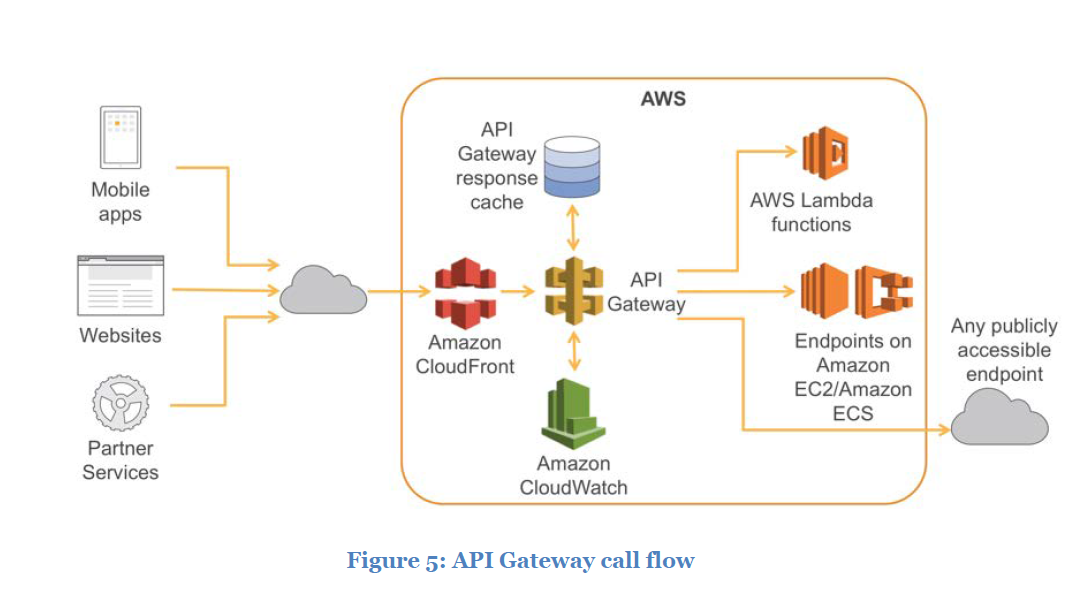 AWS
Mobile
apps
Websites
Partner
Services
Amazon
CloudFront
API
Gateway
response
cache
API
Gateway
Amazon
CloudWatch
AWS Lambda
functions
Endpoints on
Amazon
EC2/Amazon
ECS
Any publicly
accessible
endpoint
Figure 5: API Gateway call flow